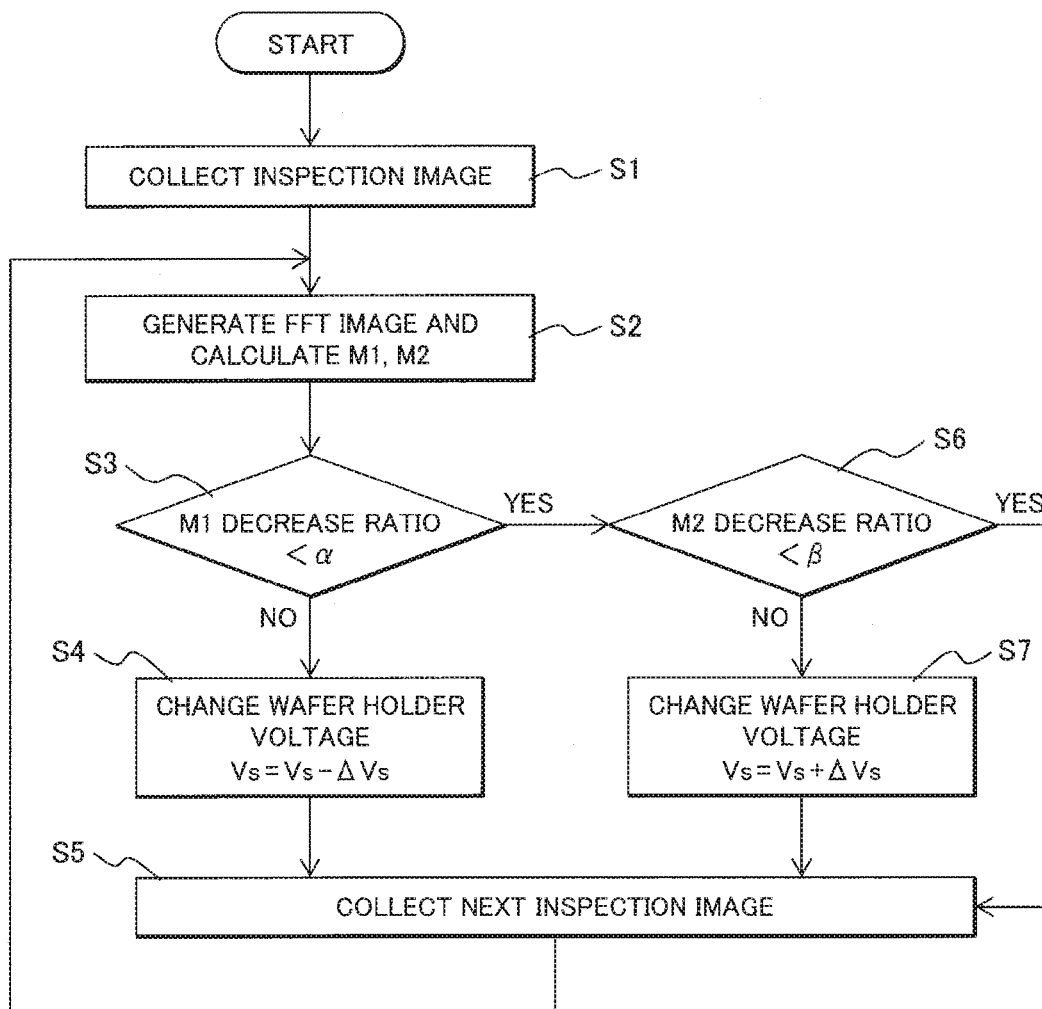 START
COLLECT INSPECTION IMAGE
S1
GENERATE FFT IMAGE AND
CALCULATE M1, M2
S2
S3
M1 DECREASE RATIO
< α
YES
NO
S6
M2 DECREASE RATIO
< β
YES
NO
S4
CHANGE WAFER HOLDER
VOLTAGE
Vs=Vs-ΔVs
S7
CHANGE WAFER HOLDER
VOLTAGE
Vs=Vs+ΔVs
S5
COLLECT NEXT INSPECTION IMAGE